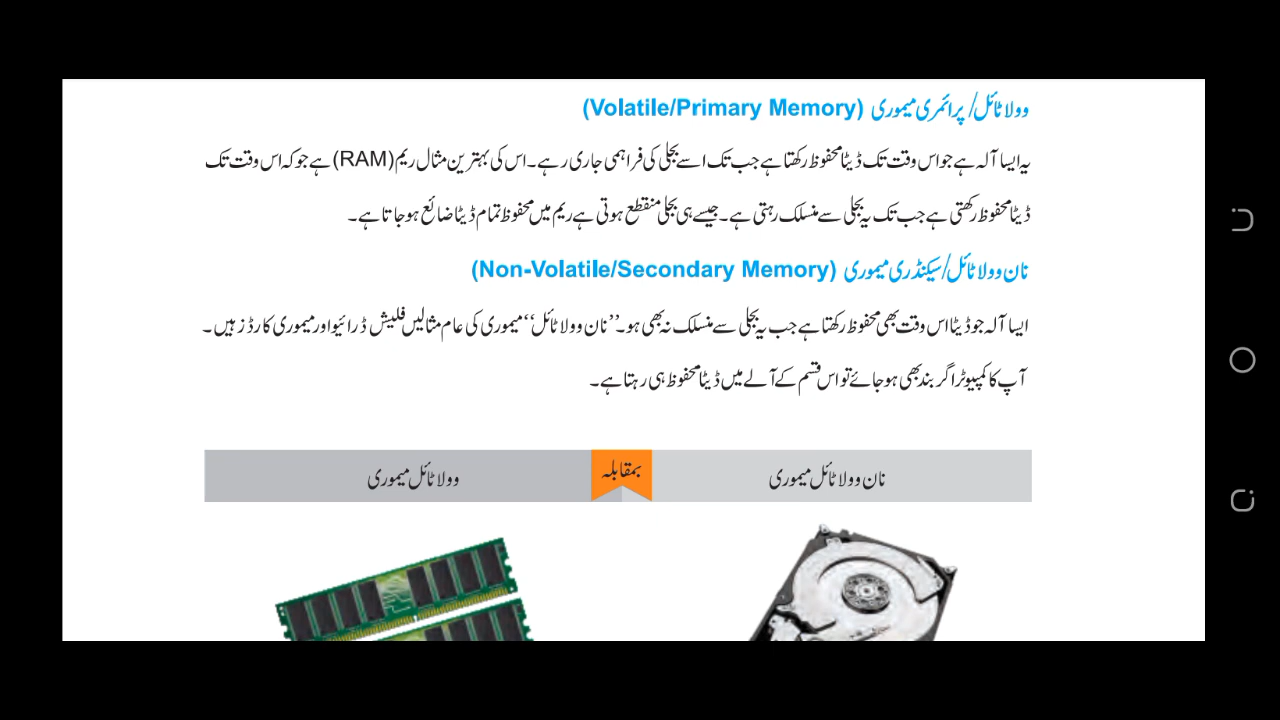 وولاٹائل/پرائمری میموری (Volatile/Primary Memory)
یہ ایسا آلہ ہے جو اس وقت تک ڈیٹا محفوظ رکھتا ہے جب تک اسے بجلی کی فراہمی جاری رہے۔ اس کی بہترین مثال ریم (RAM) ہے جو کہ اس وقت تک
ڈیٹا محفوظ رکھتی ہے جب تک یہ بجلی سے منسلک رہتی ہے۔ جیسے ہی بجلی منقطع ہوتی ہے ریم میں محفوظ تمام ڈیٹا ضائع ہو جاتا ہے۔
نان وولاٹائل/سیکنڈری میموری (Non-Volatile/Secondary Memory)
ایسا آلہ جو ڈیٹا اس وقت بھی محفوظ رکھتا ہے جب یہ بجلی سے منسلک نہ بھی ہو۔ ’’نان وولاٹائل‘‘ میموری کی عام مثالیں فلیش ڈرائیو اور میموری کارڈز ہیں۔
آپ کا کمپیوٹر اگر بند بھی ہو جائے تو اس قسم کے آلے میں ڈیٹا محفوظ ہی رہتا ہے۔
نان وولاٹائل میموری
بمقابلہ
وولاٹائل میموری